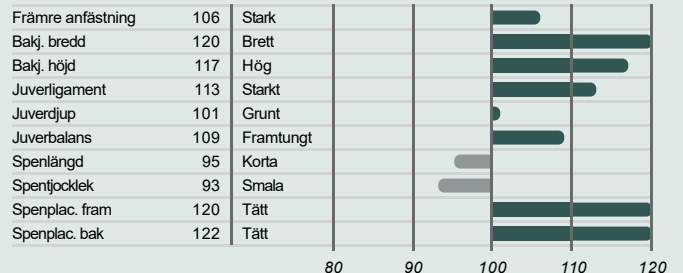 Främre anfästning 106 Stark
Bakj. bredd 120 Brett
Bakj. höjd 117 Hög
Juverligament 113 Starkt
Juverdjup 101 Grunt
Juverbalans 109 Framtungt
Spenlängd 95 Korta
Spentjocklek 93 Smala
Spenplac. fram 120 Tätt
Spenplac. bak 122 Tätt
80 90 100 110 120